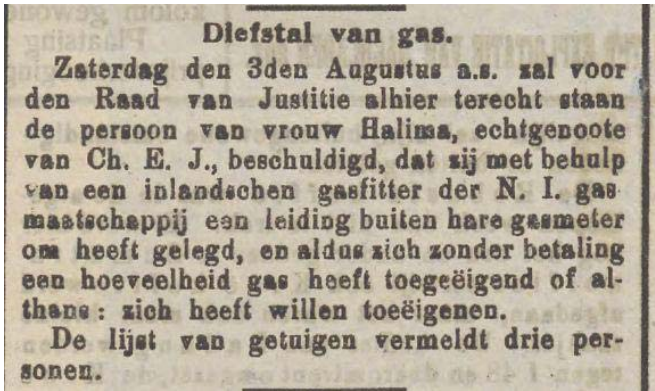 Diefstal van gas.
Zaterdag den 3den Augustus a.s. zal voor
den Raad van Justitie alhier terecht staan
de persoon van vrouw Halima, echtgenoote
van Ch. E. J., beschuldigd, dat zij met behulp
van een inlandschen gasfitter der N. I. gas
maatschappij een leiding buiten hare gasmeter
om heeft gelegd, en aldus zich zonder betaling
een hoeveelheid gas heeft toegeëigend of al-
thans: zich heeft willen toeëigenen.
De lijst van getuigen vermeldt drie per-
sonen.